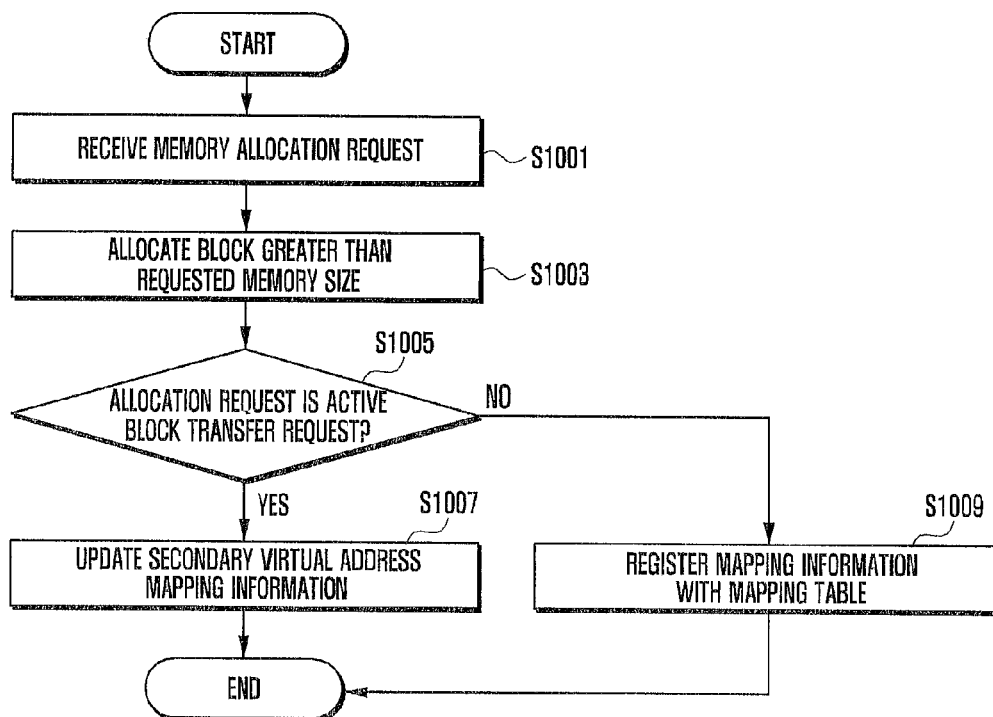 START
RECEIVE MEMORY ALLOCATION REQUEST
S1001
ALLOCATE BLOCK GREATER THAN
REQUESTED MEMORY SIZE
S1003
S1005
ALLOCATION REQUEST IS ACTIVE
BLOCK TRANSFER REQUEST?
NO
YES
S1007
UPDATE SECONDARY VIRTUAL ADDRESS
MAPPING INFORMATION
S1009
REGISTER MAPPING INFORMATION
WITH MAPPING TABLE
END